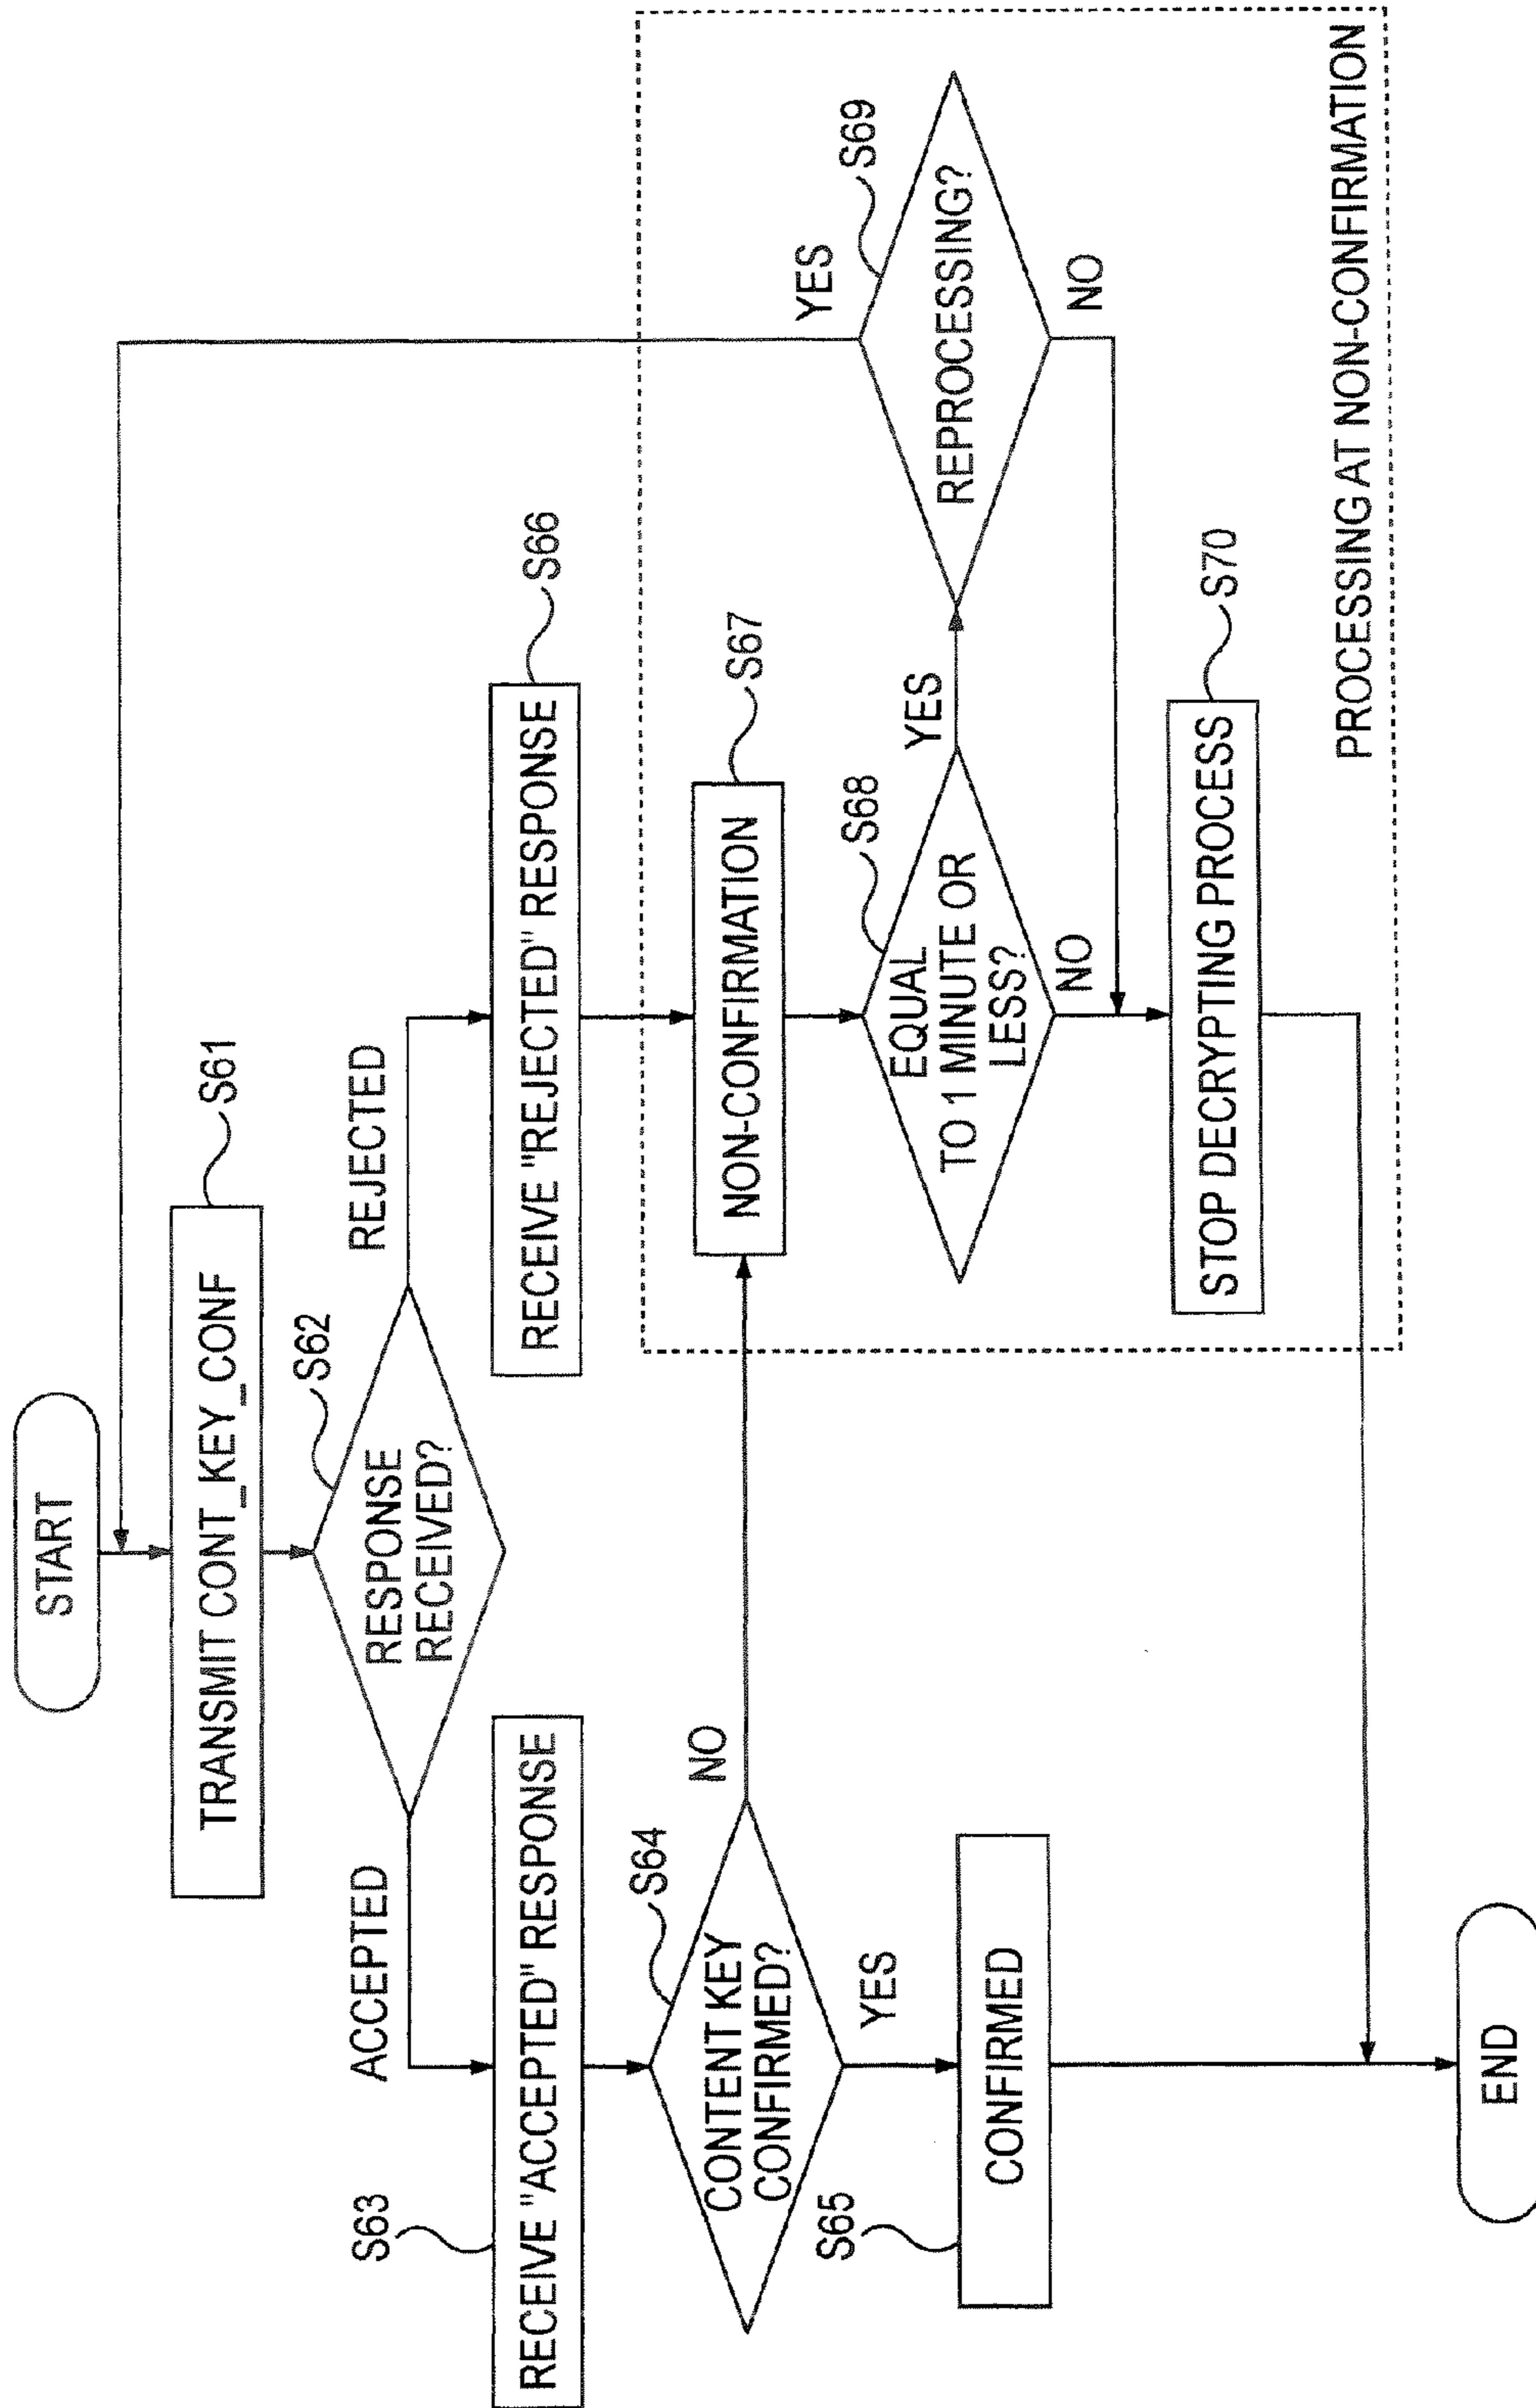 START
TRANSMIT CONT_KEY_CONF
S61
RESPONSE
RECEIVED?
S62
ACCEPTED
REJECTED
RECEIVE "ACCEPTED" RESPONSE
S63
CONTENT KEY
CONFIRMED?
S64
NO
YES
CONFIRMED
S65
RECEIVE "REJECTED" RESPONSE
S66
NON-CONFIRMATION
S67
EQUAL
TO 1 MINUTE OR
LESS?
S68
YES
NO
REPROCESSING?
S69
YES
NO
STOP DECRYPTING PROCESS
S70
PROCESSING AT NON-CONFIRMATION
END